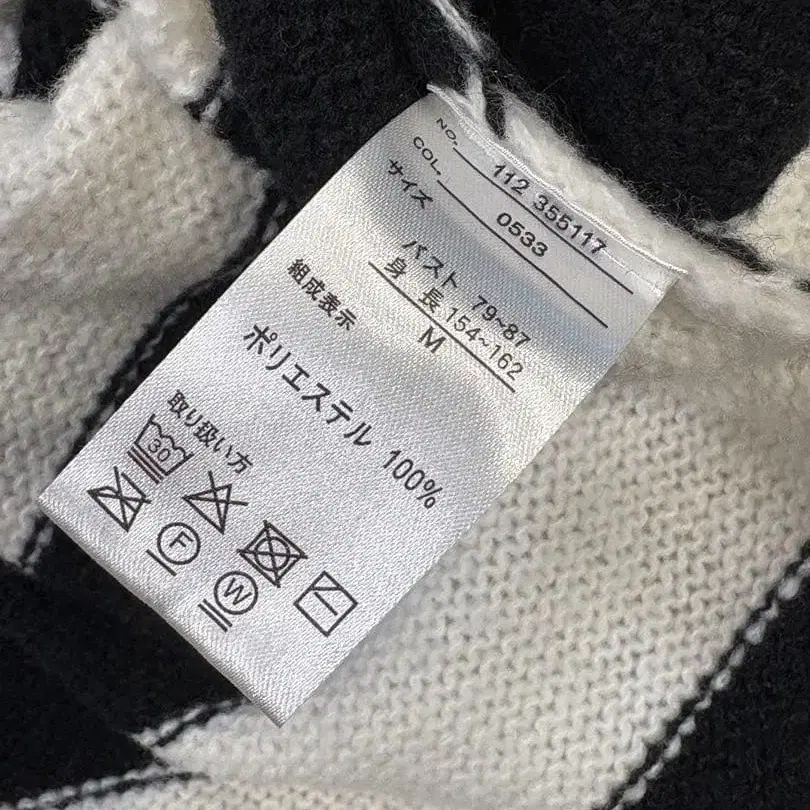 NO. 112 355117
COL. 0533
サイズ
バスト 79~87
身 長 154~162
M
組成表示
ポリエステル 100%
取り扱い方
30
F
W